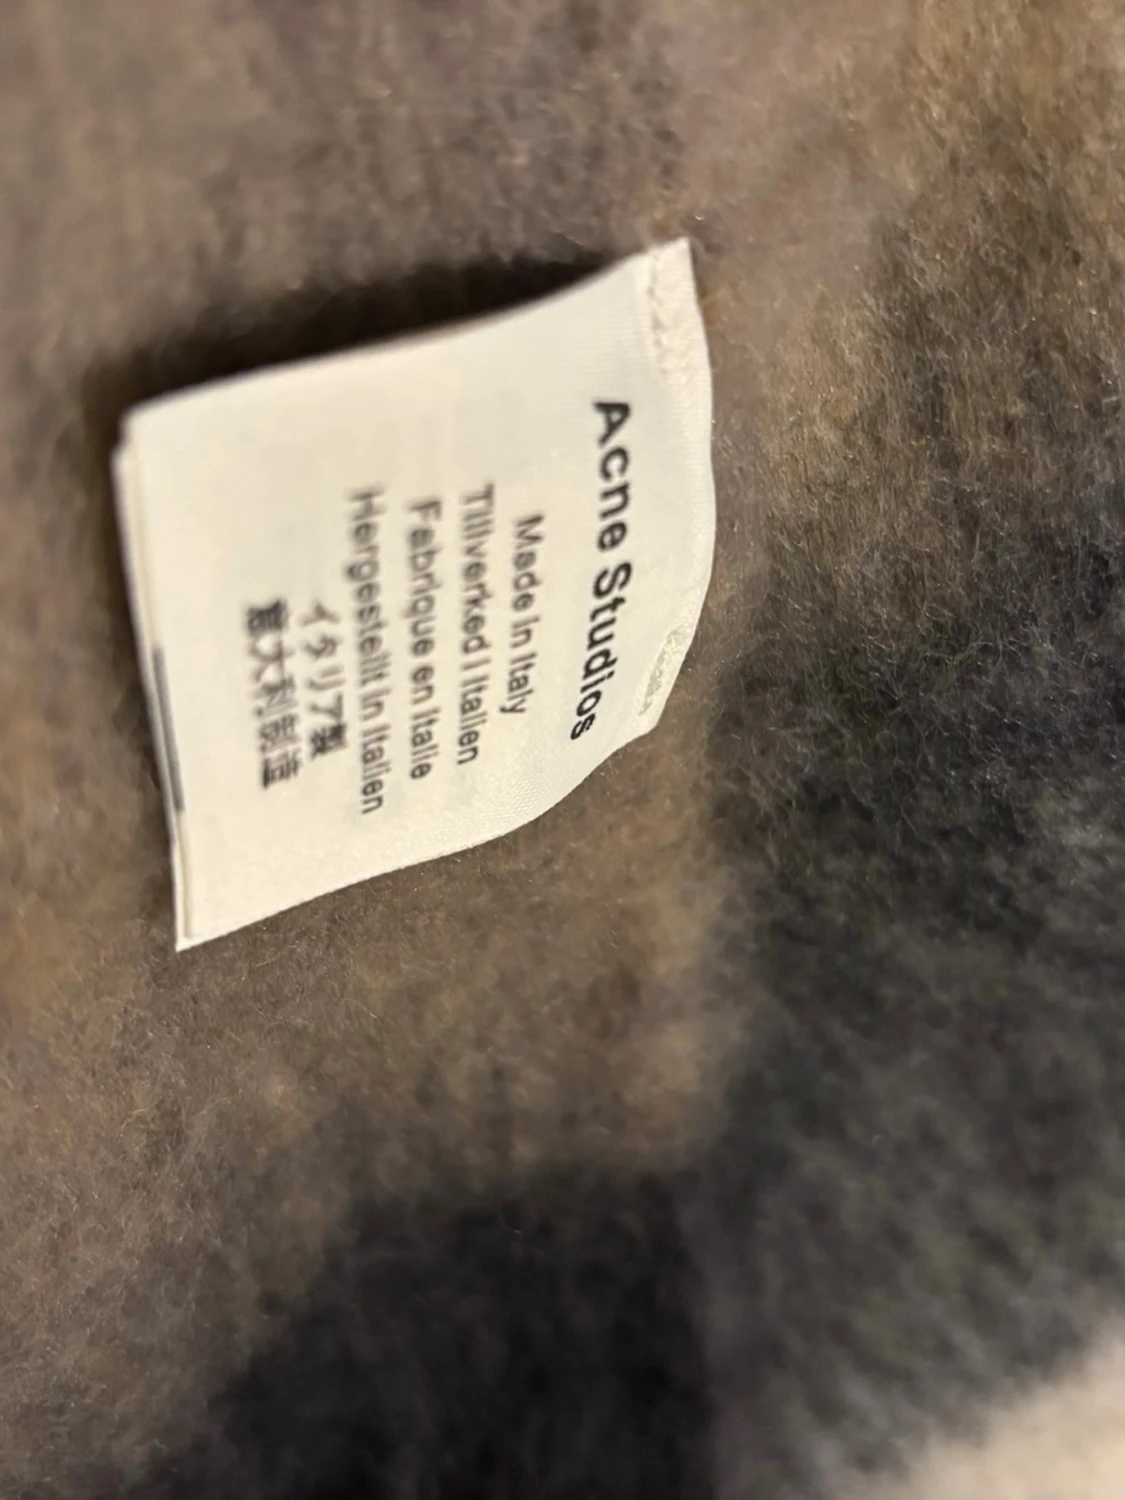 Acne Studios
Made in Italy
Tillverked I Italien
Fabrique en Italie
Hergestellt in Italien
イタリア製
意大利制造